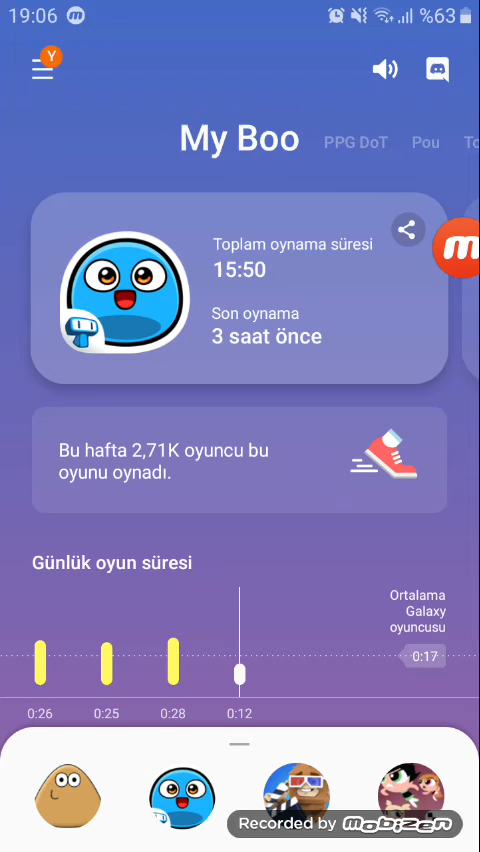 19:06 %63
Y
My Boo PPG DoT Pou To
Toplam oynama süresi
15:50
Son oynama
3 saat önce
Bu hafta 2,71K oyuncu bu
oyunu oynadı.
Günlük oyun süresi
Ortalama
Galaxy
oyuncusu
0:17
0:26 0:25 0:28 0:12
Recorded by Mobizen